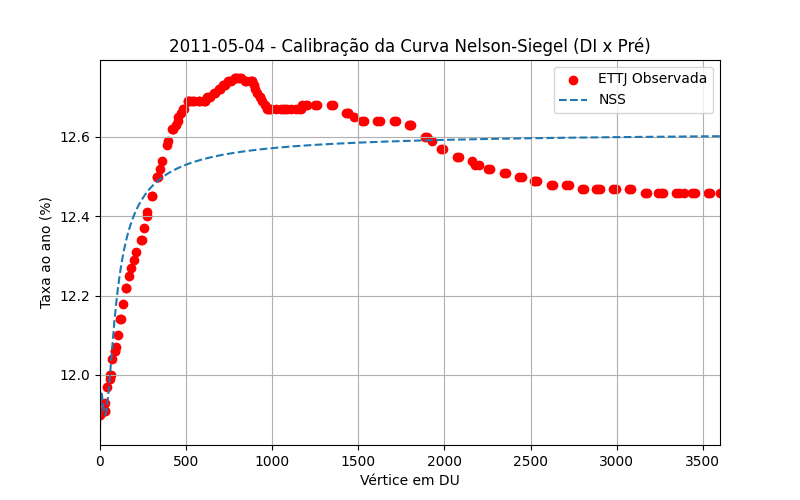 2011-05-04 - Calibração da Curva Nelson-Siegel (DI x Pré)
ETTJ Observada
NSS
12.6
12.4
12.2
12.0
Taxa ao ano (%)
0 500 1000 1500 2000 2500 3000 3500
Vértice em DU